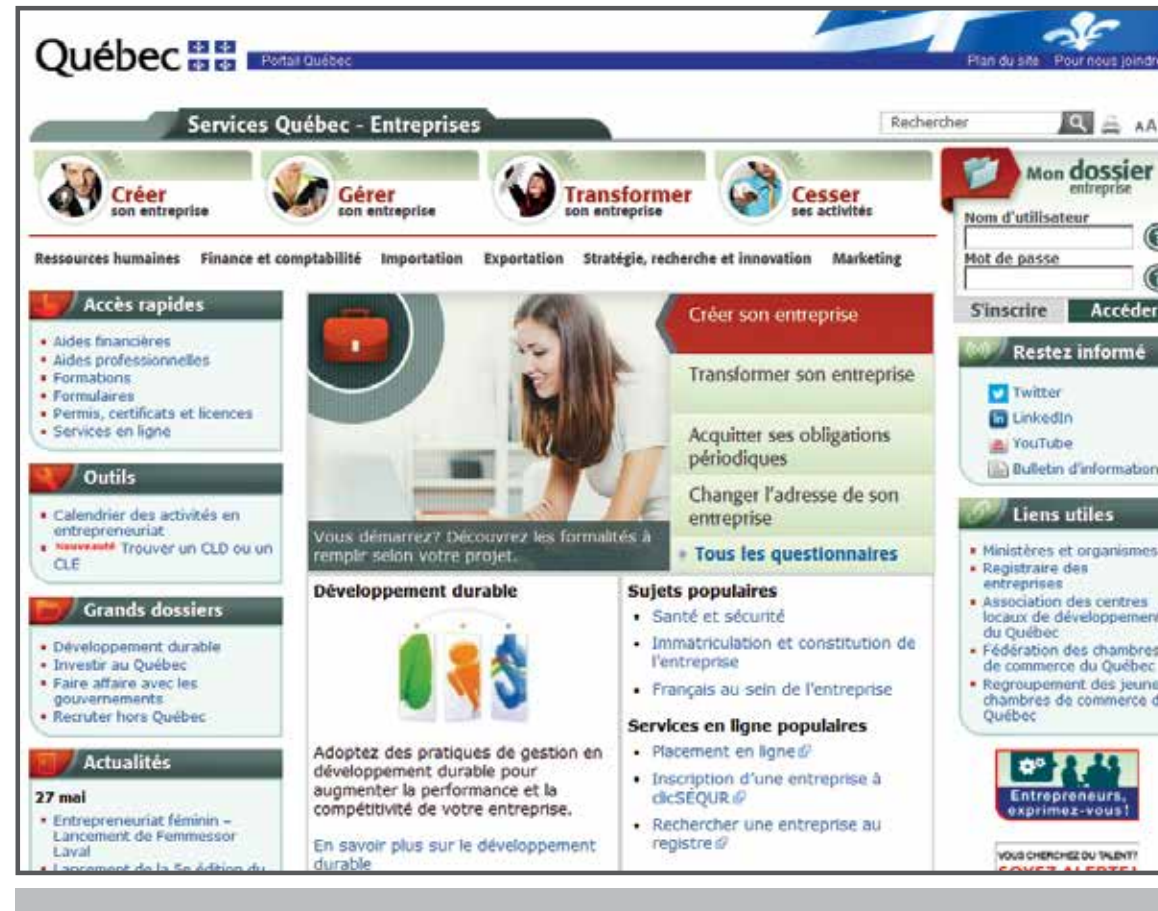 Québec
Portail Québec
Plan du site Pour nous joindre
Services Québec - Entreprises
Rechercher
AA
Créer
son entreprise
Gérer
son entreprise
Transformer
son entreprise
Cesser
ses activités
Ressources humaines Finance et comptabilité Importation Exportation Stratégie, recherche et innovation Marketing
Mon dossier
entreprise
Nom d'utilisateur
Mot de passe
S'inscrire Accéder
Accès rapides
Aides financières
Aides professionnelles
Formations
Formulaires
Permis, certificats et licences
Services en ligne
Outils
Calendrier des activités en
entrepreneuriat
Nouveauté Trouver un CLD ou un
CLE
Grands dossiers
Développement durable
Investir au Québec
Faire affaire avec les
gouvernements
Recruter hors Québec
Actualités
27 mai
Entrepreneuriat féminin –
Lancement de Femmessor
Laval
Lancement de la 5e édition du
Vous démarrez? Découvrez les formalités à
remplir selon votre projet.
Créer son entreprise
Transformer son entreprise
Acquitter ses obligations
périodiques
Changer l'adresse de son
entreprise
Tous les questionnaires
Développement durable
Adoptez des pratiques de gestion en
développement durable pour
augmenter la performance et la
compétitivité de votre entreprise.
En savoir plus sur le développement
durable
Sujets populaires
Santé et sécurité
Immatriculation et constitution de
l'entreprise
Français au sein de l'entreprise
Services en ligne populaires
Placement en ligne
Inscription d'une entreprise à
clicSÉQUR
Rechercher une entreprise au
registre
Restez informé
Twitter
LinkedIn
YouTube
Bulletin d'information
Liens utiles
Ministères et organismes
Registraire des
entreprises
Association des centres
locaux de développement
du Québec
Fédération des chambres
de commerce du Québec
Regroupement des jeune
chambres de commerce d
Québec
Entrepreneurs,
exprimez-vous!
VOUS CHERCHEZ DU TALENT?
SOYEZ ALERTE!